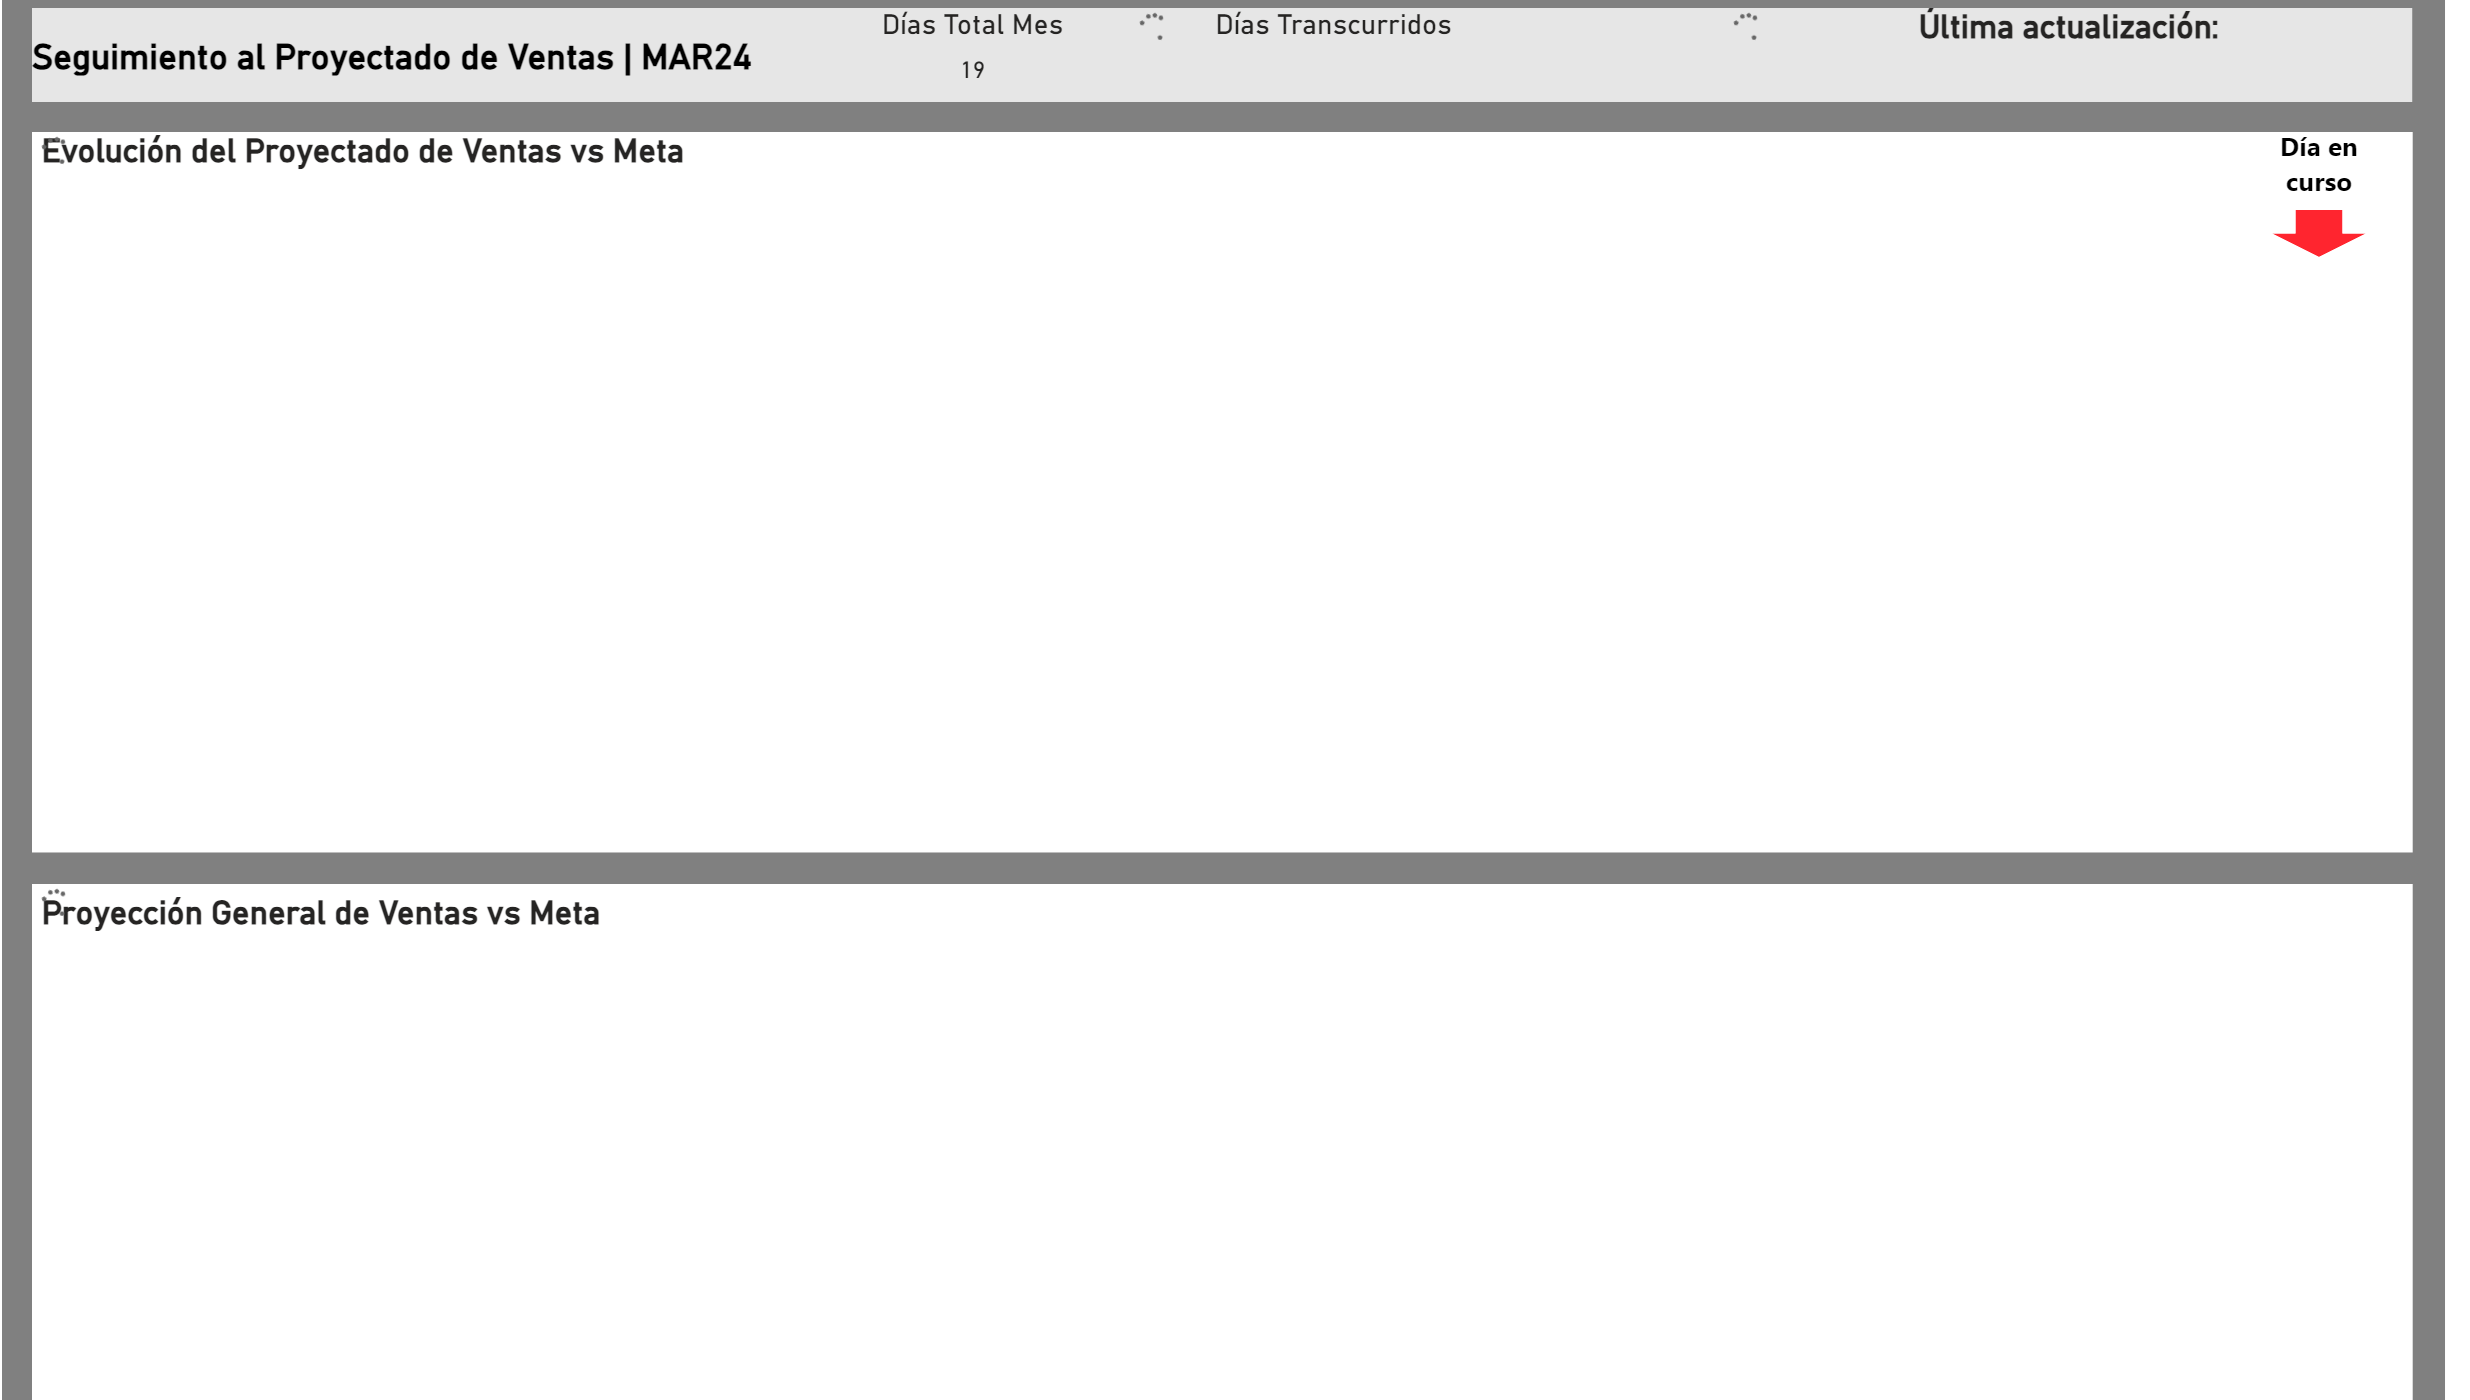 Seguimiento al Proyectado de Ventas | MAR24
Días Total Mes
19
Días Transcurridos
Última actualización:
Evolución del Proyectado de Ventas vs Meta
Día en
curso
Proyección General de Ventas vs Meta